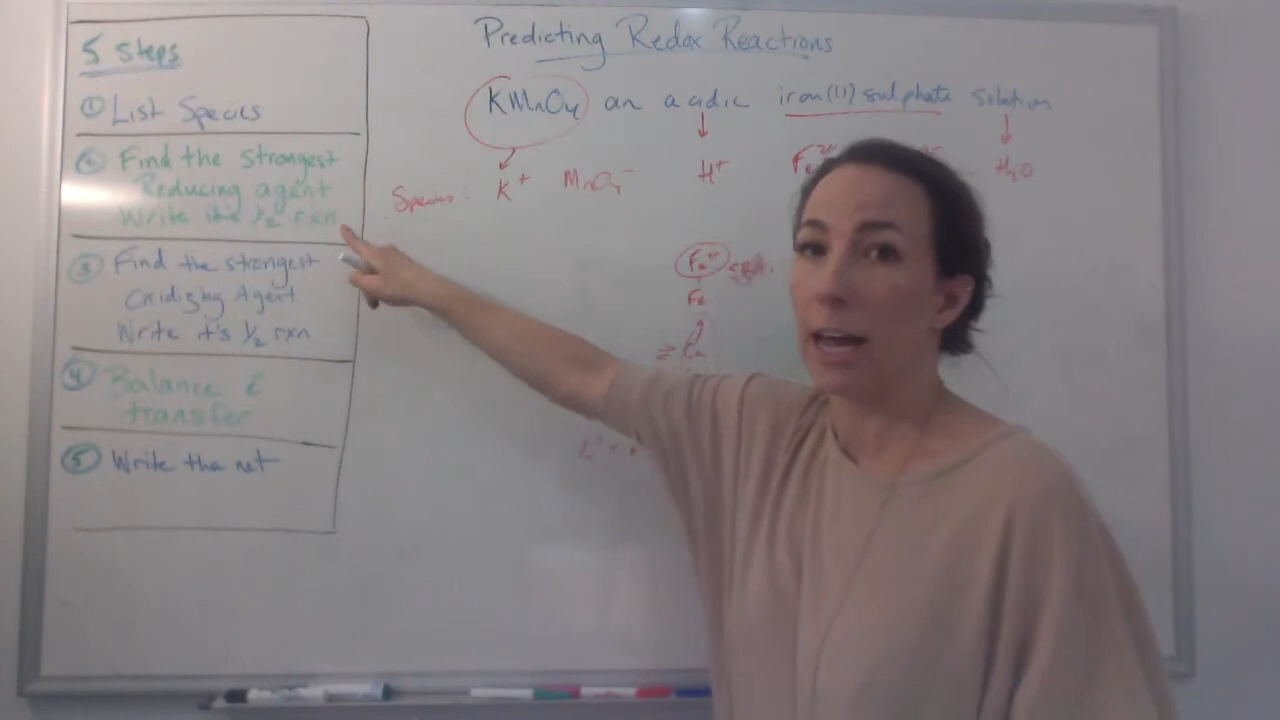 5 Steps
① List Species
② Find the strongest
Reducing agent
Write it's ½ rxn
③ Find the strongest
Oxidizing Agent
Write it's ½ rxn
④ Balance &
transfer
⑤ Write the net
Predicting Redox Reactions
KMnO4 an acidic iron(II) sulphate solution
Species: K+ MnO4- H+ Fe2+ H2O
Fe